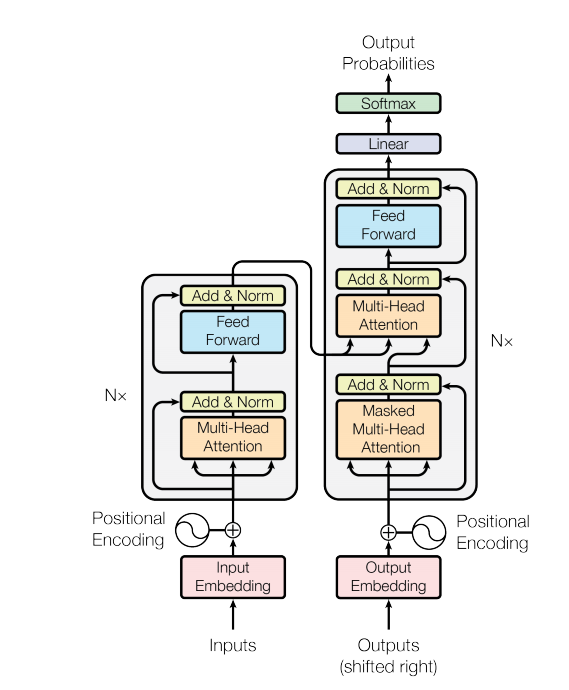 Output
Probabilities
Softmax
Linear
Add & Norm
Feed
Forward
Add & Norm
Multi-Head
Attention
Add & Norm
Masked
Multi-Head
Attention
N×
Add & Norm
Feed
Forward
Add & Norm
Multi-Head
Attention
N×
Positional
Encoding
Positional
Encoding
Input
Embedding
Output
Embedding
Inputs
Outputs
(shifted right)